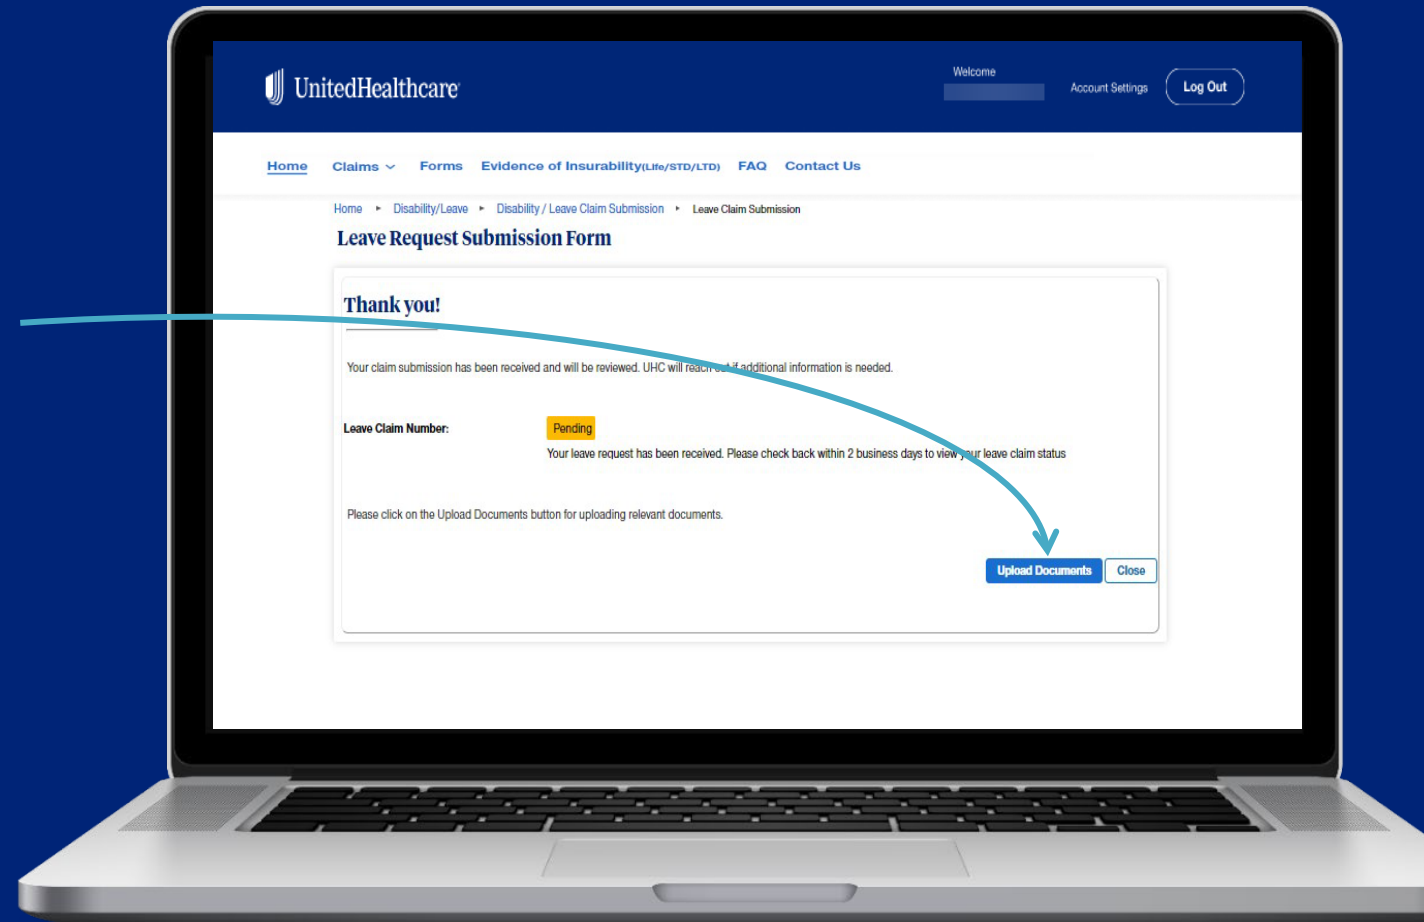 UnitedHealthcare
Welcome
Account Settings
Log Out
Home Claims Forms Evidence of Insurability(Life/STD/LTD) FAQ Contact Us
Home ▸ Disability/Leave ▸ Disability / Leave Claim Submission ▸ Leave Claim Submission
Leave Request Submission Form
Thank you!
Your claim submission has been received and will be reviewed. UHC will reach out if additional information is needed.
Leave Claim Number: Pending
Your leave request has been received. Please check back within 2 business days to view your leave claim status
Please click on the Upload Documents button for uploading relevant documents.
Upload Documents Close